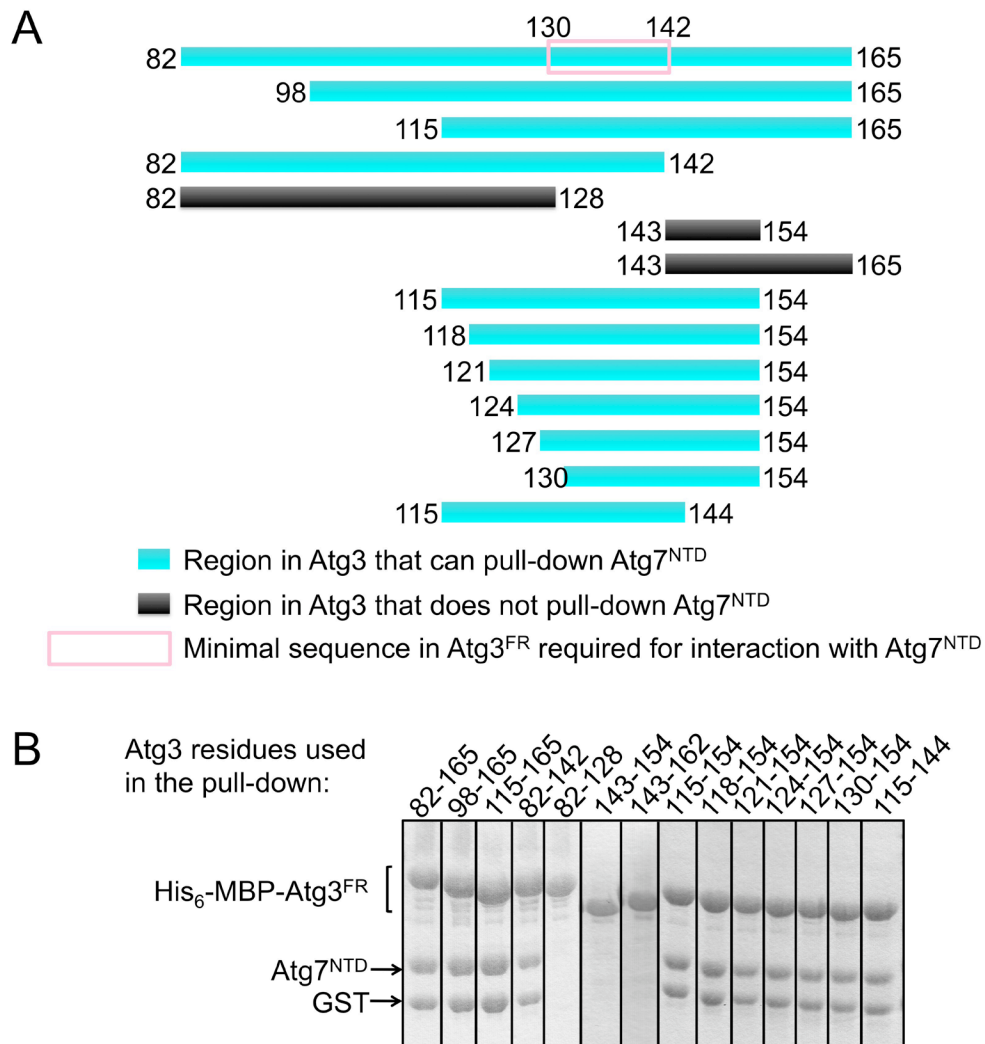 A
130 142
82 165
98 165
115 165
82 142
82 128
143 154
143 165
115 154
118 154
121 154
124 154
127 154
130 154
115 144
Region in Atg3 that can pull-down Atg7NTD
Region in Atg3 that does not pull-down Atg7NTD
Minimal sequence in Atg3FR required for interaction with Atg7NTD
B
Atg3 residues used
in the pull-down:
82-165 98-165 115-165 82-142 82-128 143-154 143-162 115-154 118-154 121-154 124-154 127-154 130-154 115-144
His6-MBP-Atg3FR
Atg7NTD
GST